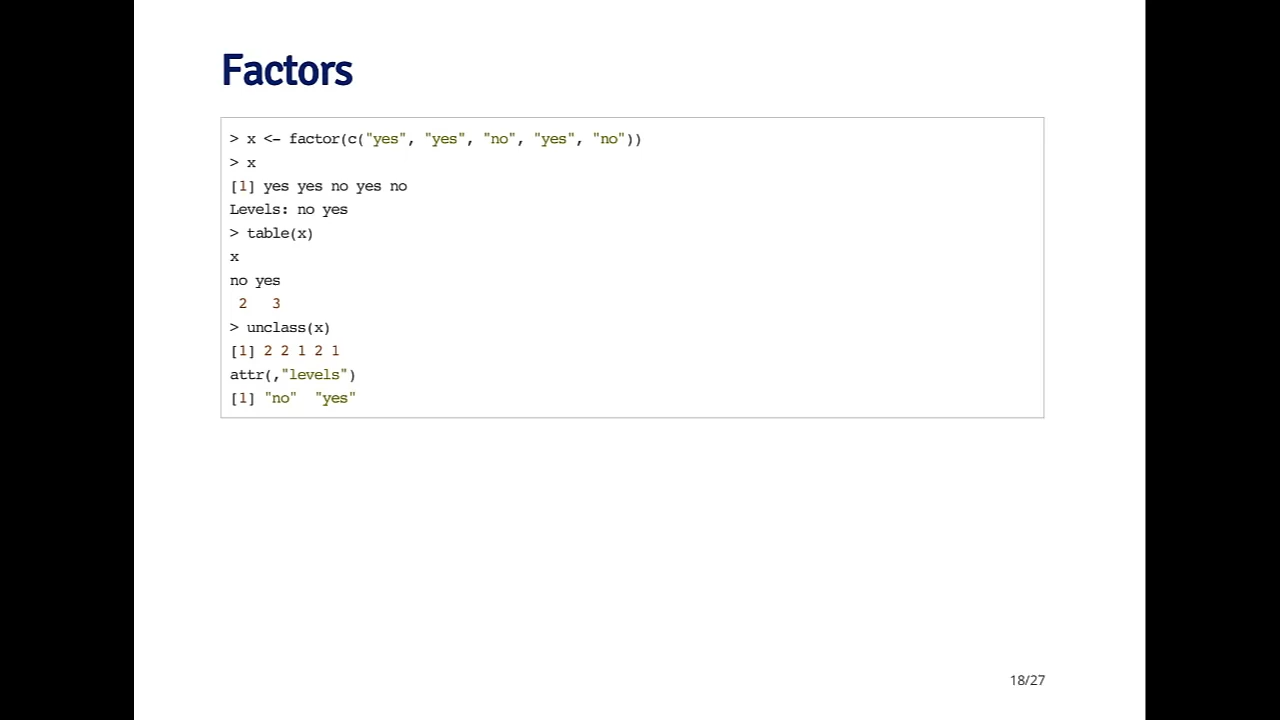 Factors
> x <- factor(c("yes", "yes", "no", "yes", "no"))
> x
[1] yes yes no yes no
Levels: no yes
> table(x)
x
no yes
 2   3
> unclass(x)
[1] 2 2 1 2 1
attr(,"levels")
[1] "no"  "yes"
18/27